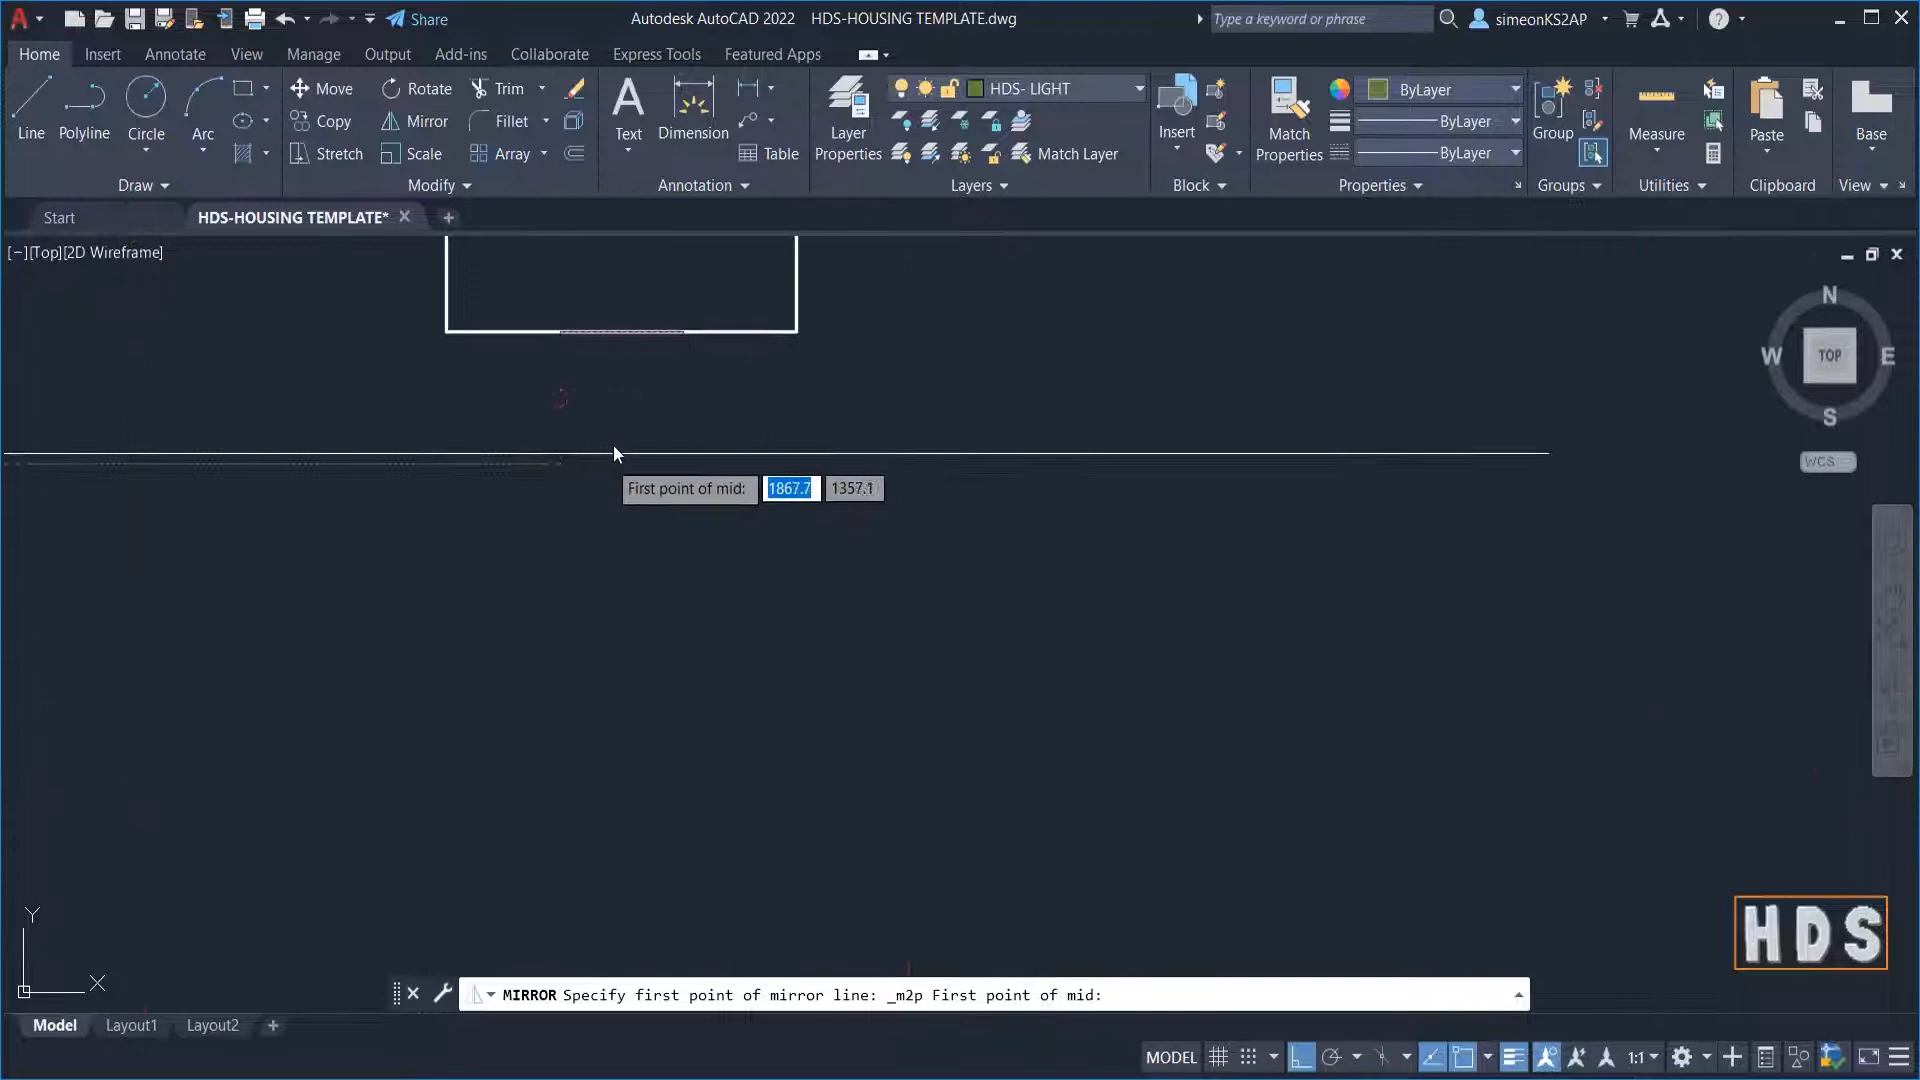 Share
Autodesk AutoCAD 2022 HDS-HOUSING TEMPLATE.dwg
Type a keyword or phrase
simeonKS2AP
Home Insert Annotate View Manage Output Add-ins Collaborate Express Tools Featured Apps
Line Polyline Circle Arc
Move Rotate Trim
Copy Mirror Fillet
Stretch Scale Array
Text Dimension Table
Layer Properties
HDS- LIGHT
Match Layer
Insert
Match Properties
ByLayer
ByLayer
ByLayer
Group Measure Paste Base
Draw Modify Annotation Layers Block Properties Groups Utilities Clipboard View
Start HDS-HOUSING TEMPLATE*
[−][Top][2D Wireframe]
N
W TOP E
S
WCS
First point of mid: 1867.7 1357.1
HDS
Y
X
MIRROR Specify first point of mirror line: _m2p First point of mid:
Model Layout1 Layout2
MODEL 1:1